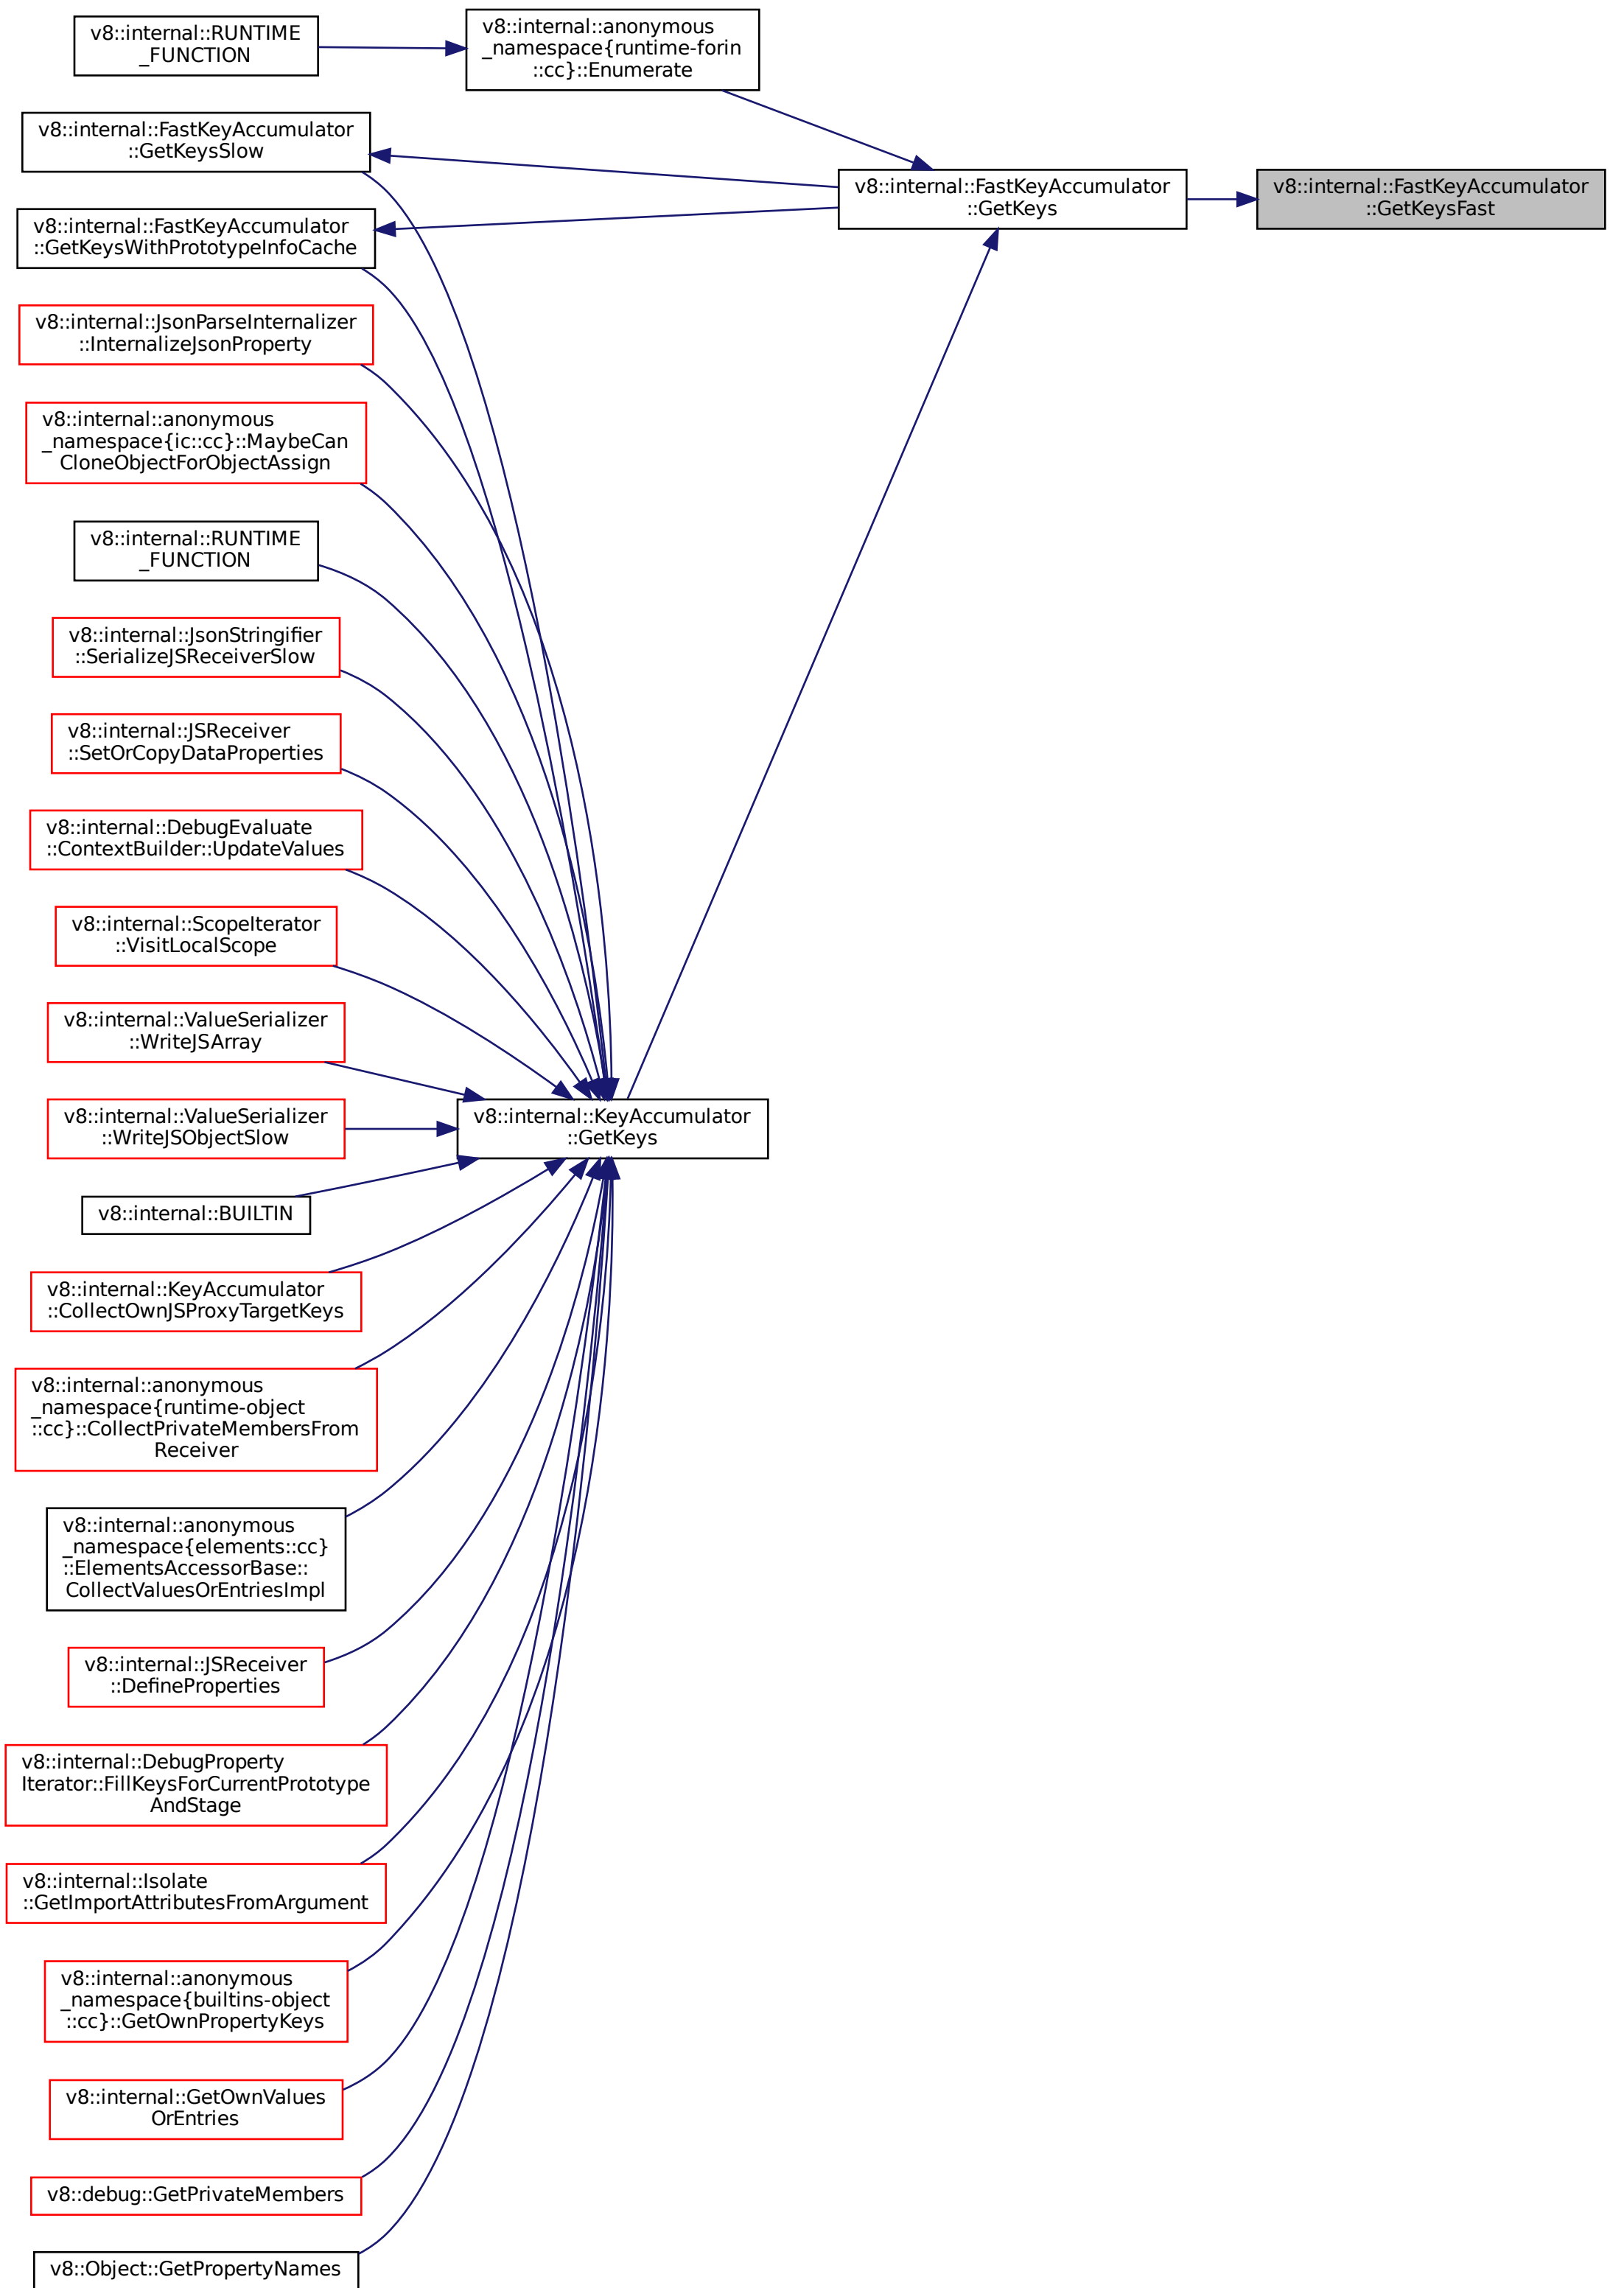 v8::internal::RUNTIME
_FUNCTION
v8::internal::anonymous
_namespace{runtime-forin
::cc}::Enumerate
v8::internal::FastKeyAccumulator
::GetKeysSlow
v8::internal::FastKeyAccumulator
::GetKeys
v8::internal::FastKeyAccumulator
::GetKeysFast
v8::internal::FastKeyAccumulator
::GetKeysWithPrototypeInfoCache
v8::internal::JsonParseInternalizer
::InternalizeJsonProperty
v8::internal::anonymous
_namespace{ic::cc}::MaybeCan
CloneObjectForObjectAssign
v8::internal::RUNTIME
_FUNCTION
v8::internal::JsonStringifier
::SerializeJSReceiverSlow
v8::internal::JSReceiver
::SetOrCopyDataProperties
v8::internal::DebugEvaluate
::ContextBuilder::UpdateValues
v8::internal::ScopeIterator
::VisitLocalScope
v8::internal::ValueSerializer
::WriteJSArray
v8::internal::ValueSerializer
::WriteJSObjectSlow
v8::internal::KeyAccumulator
::GetKeys
v8::internal::BUILTIN
v8::internal::KeyAccumulator
::CollectOwnJSProxyTargetKeys
v8::internal::anonymous
_namespace{runtime-object
::cc}::CollectPrivateMembersFrom
Receiver
v8::internal::anonymous
_namespace{elements::cc}
::ElementsAccessorBase::
CollectValuesOrEntriesImpl
v8::internal::JSReceiver
::DefineProperties
v8::internal::DebugProperty
Iterator::FillKeysForCurrentPrototype
AndStage
v8::internal::Isolate
::GetImportAttributesFromArgument
v8::internal::anonymous
_namespace{builtins-object
::cc}::GetOwnPropertyKeys
v8::internal::GetOwnValues
OrEntries
v8::debug::GetPrivateMembers
v8::Object::GetPropertyNames